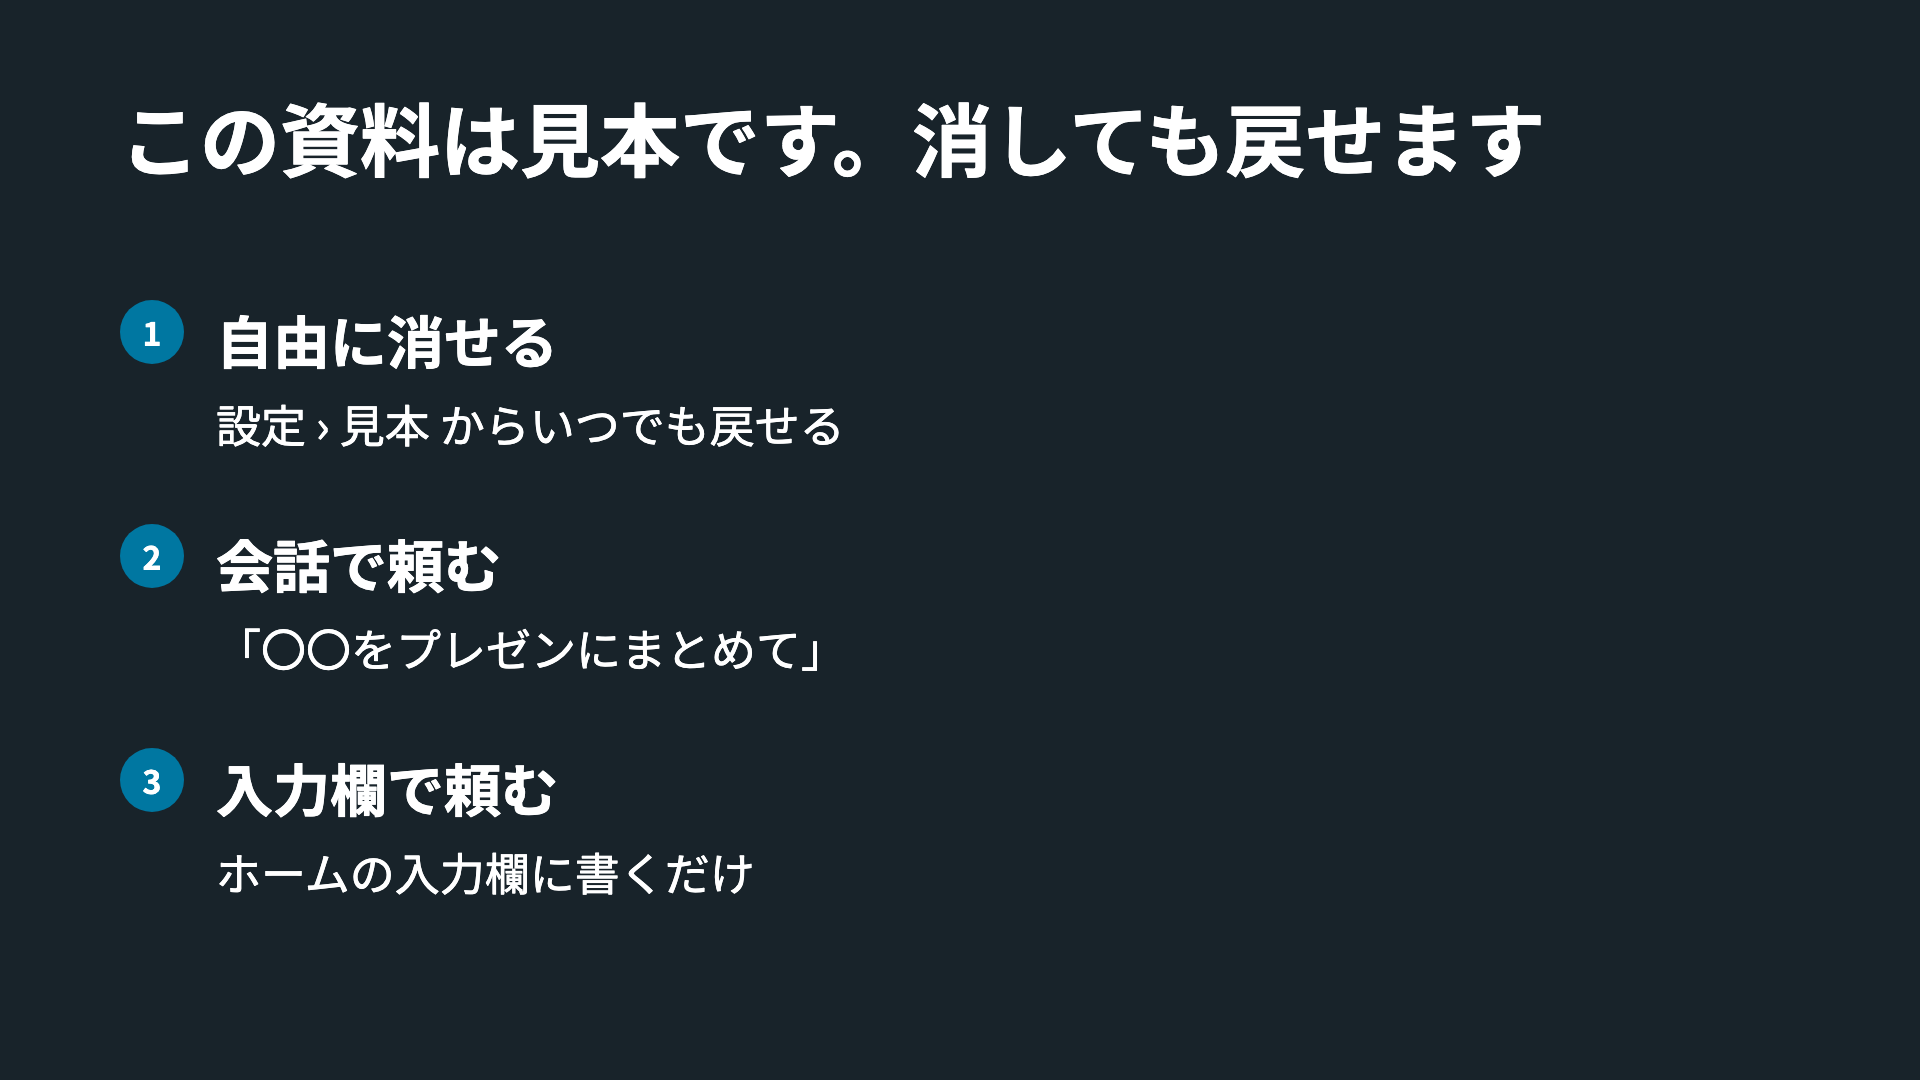 この資料は見本です。消しても戻せます
1
自由に消せる
設定 › 見本 からいつでも戻せる
2
会話で頼む
「〇〇をプレゼンにまとめて」
3
入力欄で頼む
ホームの入力欄に書くだけ